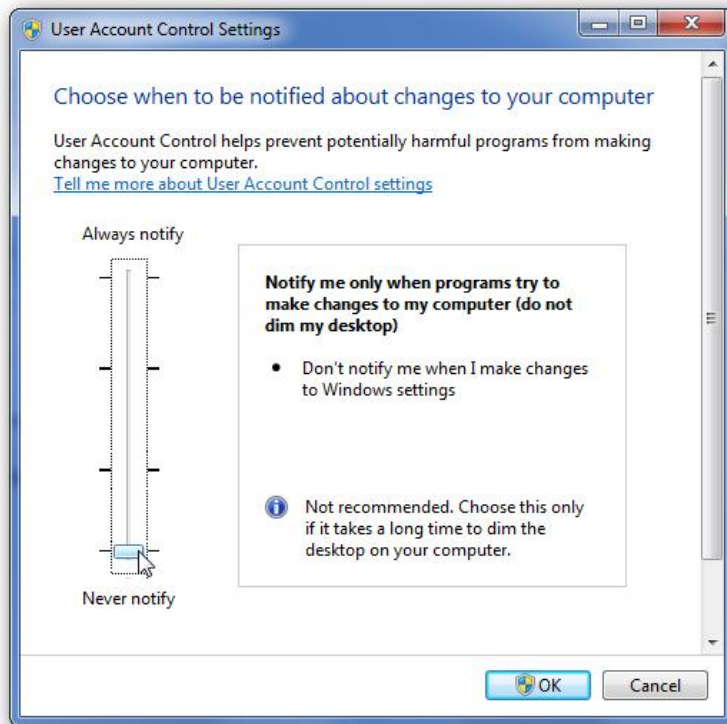 User Account Control Settings
Choose when to be notified about changes to your computer
User Account Control helps prevent potentially harmful programs from making
changes to your computer.
Tell me more about User Account Control settings
Always notify
Notify me only when programs try to
make changes to my computer (do not
dim my desktop)
• Don't notify me when I make changes
to Windows settings
Not recommended. Choose this only
if it takes a long time to dim the
desktop on your computer.
Never notify
OK
Cancel